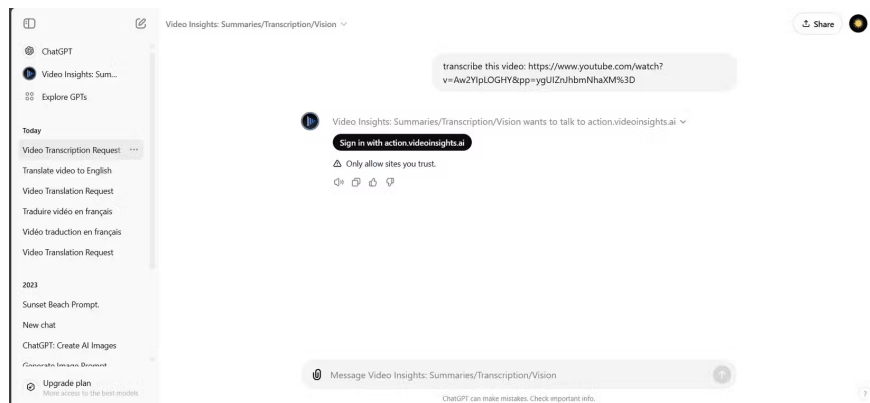 Video Insights: Summaries/Transcription/Vision
Share
ChatGPT
Video Insights: Sum...
Explore GPTs
Today
Video Transcription Request
Translate video to English
Video Translation Request
Traduire vidéo en français
Vidéo traduction en français
Video Translation Request
2023
Sunset Beach Prompt.
New chat
ChatGPT: Create AI Images
Generate Image Prompt
Upgrade plan
More access to the best models
transcribe this video: https://www.youtube.com/watch?
v=Aw2YIpLOGHY&pp=ygUIZnJhbmNhaXM%3D
Video Insights: Summaries/Transcription/Vision wants to talk to action.videoinsights.ai
Sign in with action.videoinsights.ai
Only allow sites you trust.
Message Video Insights: Summaries/Transcription/Vision
ChatGPT can make mistakes. Check important info.
?